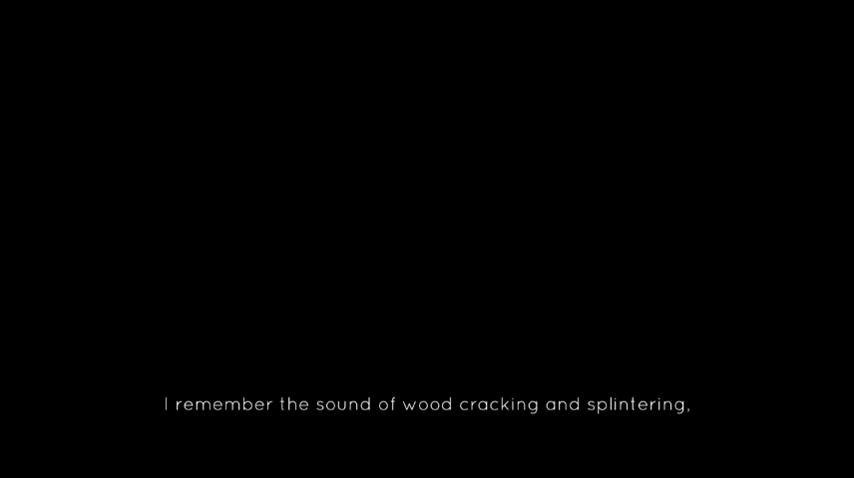 I remember the sound of wood cracking and splintering,